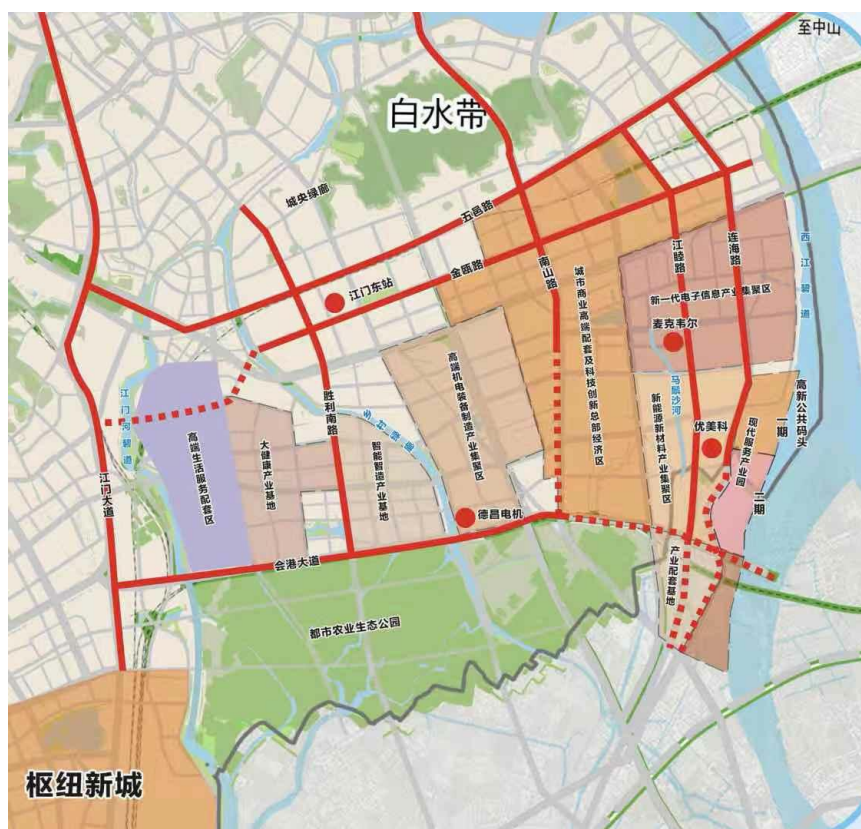 至中山
白水带
城央绿廊
五邑路
西江碧道
江门东站
金瓯路
南山路
江睦路
连海路
城市商业高端配套及科技创新总部经济区
新一代电子信息产业集聚区
麦克韦尔
马鬃沙河
高端机电装备制造产业集聚区
江门河碧道
胜利南路
乡村绿廊
高新公共码头
一期
现代服务产业园
新能源新材料产业集聚区
优美科
高端生活服务配套区
大健康产业基地
智能智造产业基地
江门大道
二期
德昌电机
会港大道
产业配套基地
都市农业生态公园
枢纽新城